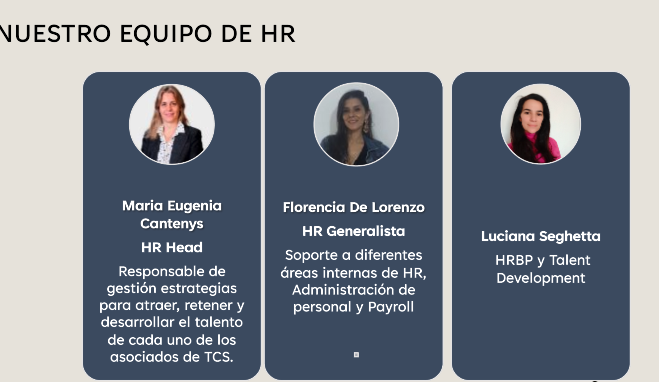 NUESTRO EQUIPO DE HR
Maria Eugenia
Cantenys
HR Head
Responsable de
gestión estrategias
para atraer, retener y
desarrollar el talento
de cada uno de los
asociados de TCS.
Florencia De Lorenzo
HR Generalista
Soporte a diferentes
áreas internas de HR,
Administración de
personal y Payroll
Luciana Seghetta
HRBP y Talent
Development